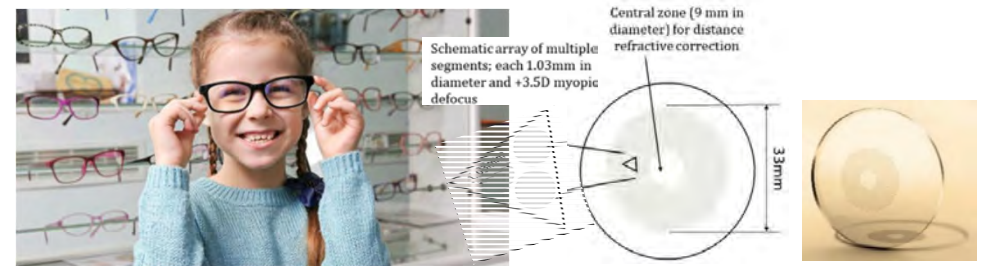 Schematic array of multiple
segments; each 1.03mm in
diameter and +3.5D myopic
defocus
Central zone (9 mm in
diameter) for distance
refractive correction
33mm